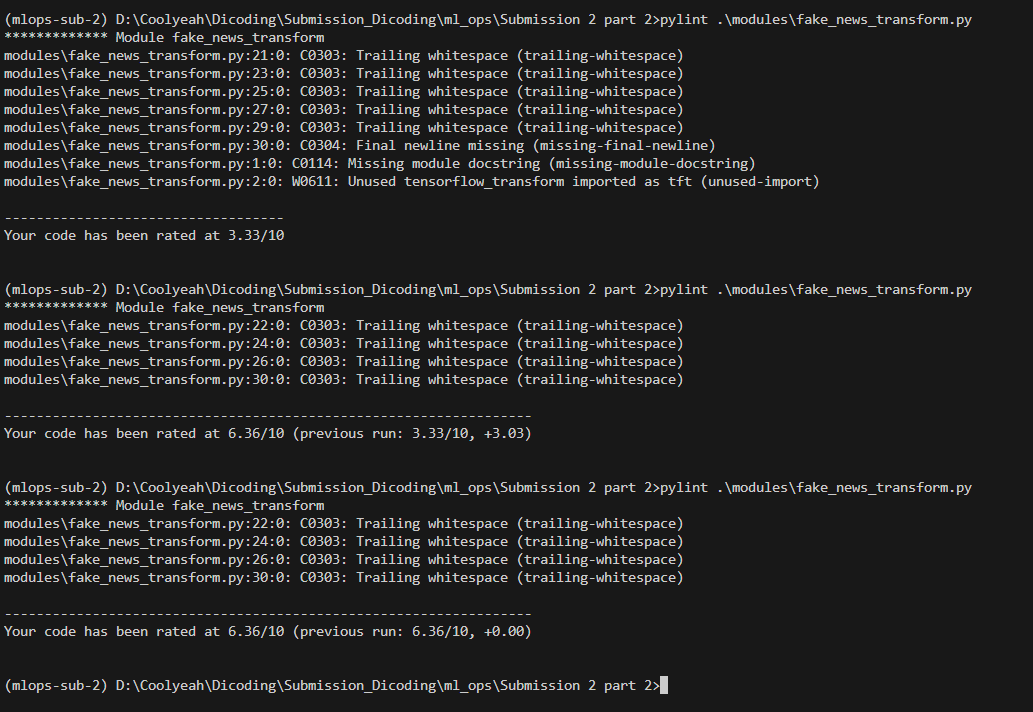 (mlops-sub-2) D:\Coolyeah\Dicoding\Submission_Dicoding\ml_ops\Submission 2 part 2>pylint .\modules\fake_news_transform.py
************* Module fake_news_transform
modules\fake_news_transform.py:21:0: C0303: Trailing whitespace (trailing-whitespace)
modules\fake_news_transform.py:23:0: C0303: Trailing whitespace (trailing-whitespace)
modules\fake_news_transform.py:25:0: C0303: Trailing whitespace (trailing-whitespace)
modules\fake_news_transform.py:27:0: C0303: Trailing whitespace (trailing-whitespace)
modules\fake_news_transform.py:29:0: C0303: Trailing whitespace (trailing-whitespace)
modules\fake_news_transform.py:30:0: C0304: Final newline missing (missing-final-newline)
modules\fake_news_transform.py:1:0: C0114: Missing module docstring (missing-module-docstring)
modules\fake_news_transform.py:2:0: W0611: Unused tensorflow_transform imported as tft (unused-import)
-----------------------------------
Your code has been rated at 3.33/10
(mlops-sub-2) D:\Coolyeah\Dicoding\Submission_Dicoding\ml_ops\Submission 2 part 2>pylint .\modules\fake_news_transform.py
************* Module fake_news_transform
modules\fake_news_transform.py:22:0: C0303: Trailing whitespace (trailing-whitespace)
modules\fake_news_transform.py:24:0: C0303: Trailing whitespace (trailing-whitespace)
modules\fake_news_transform.py:26:0: C0303: Trailing whitespace (trailing-whitespace)
modules\fake_news_transform.py:30:0: C0303: Trailing whitespace (trailing-whitespace)
------------------------------------------------------------------
Your code has been rated at 6.36/10 (previous run: 3.33/10, +3.03)
(mlops-sub-2) D:\Coolyeah\Dicoding\Submission_Dicoding\ml_ops\Submission 2 part 2>pylint .\modules\fake_news_transform.py
************* Module fake_news_transform
modules\fake_news_transform.py:22:0: C0303: Trailing whitespace (trailing-whitespace)
modules\fake_news_transform.py:24:0: C0303: Trailing whitespace (trailing-whitespace)
modules\fake_news_transform.py:26:0: C0303: Trailing whitespace (trailing-whitespace)
modules\fake_news_transform.py:30:0: C0303: Trailing whitespace (trailing-whitespace)
------------------------------------------------------------------
Your code has been rated at 6.36/10 (previous run: 6.36/10, +0.00)
(mlops-sub-2) D:\Coolyeah\Dicoding\Submission_Dicoding\ml_ops\Submission 2 part 2>